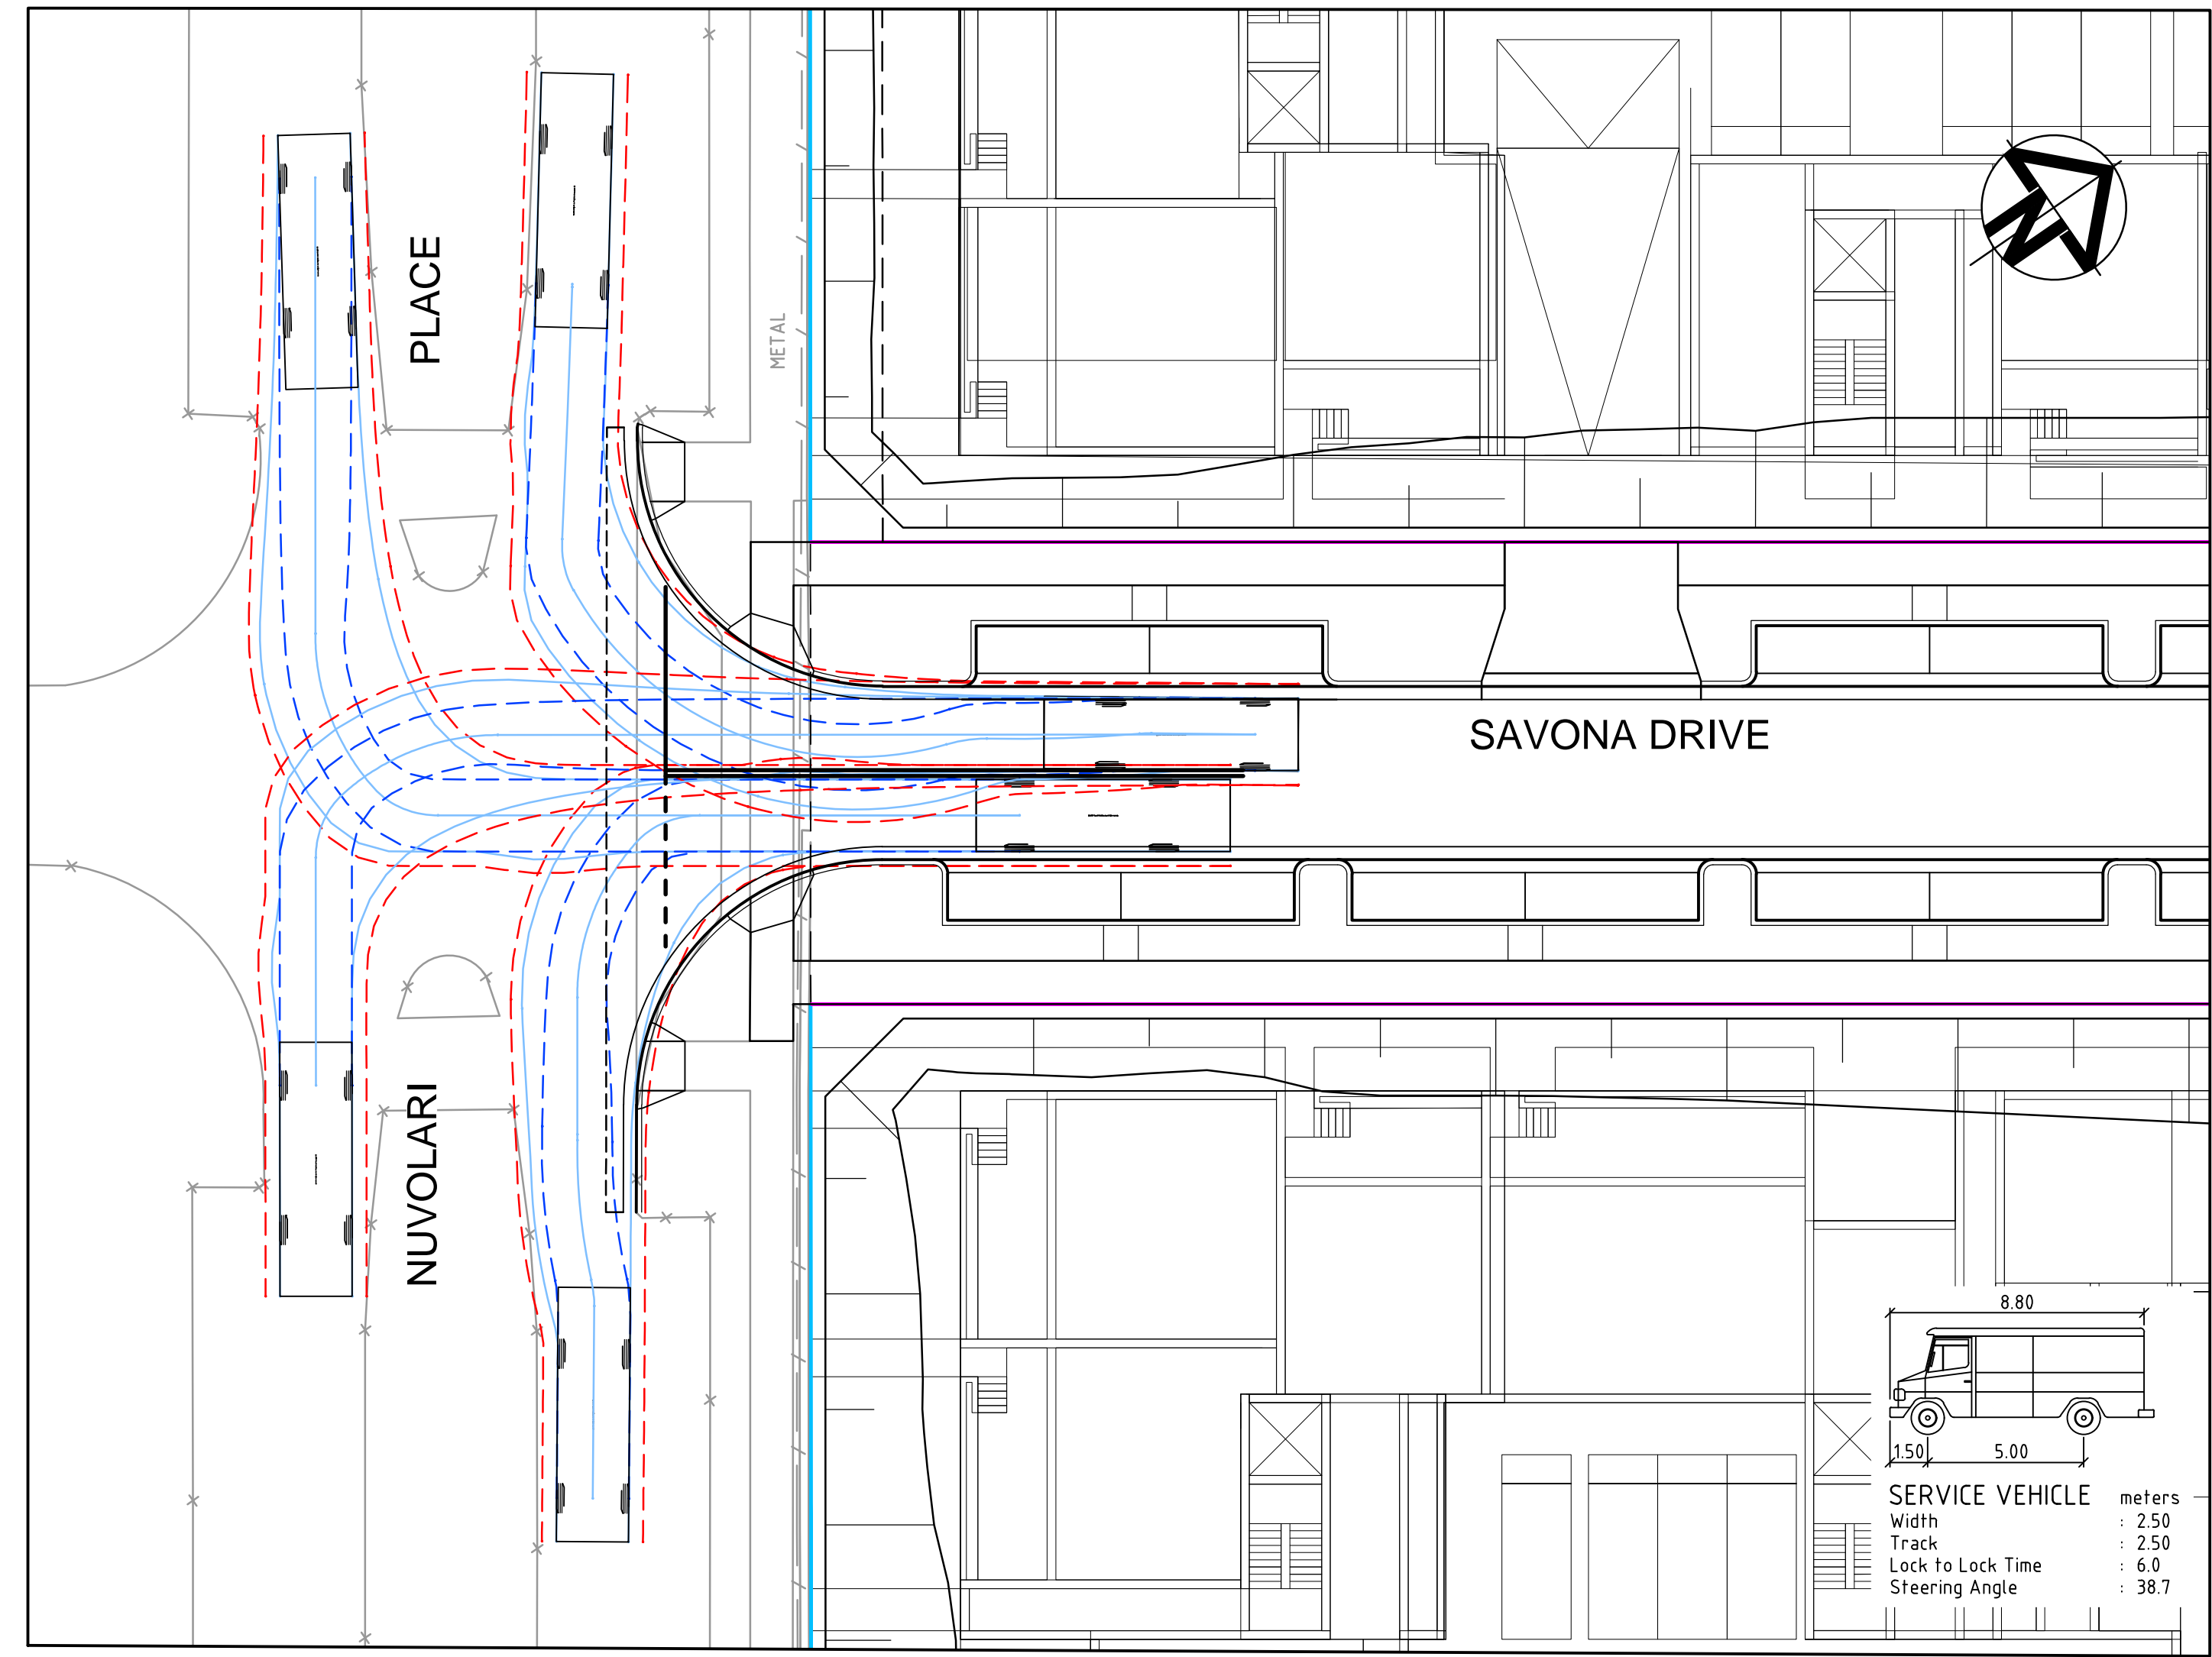 PLACE
METAL
N
SAVONA DRIVE
NUVOLARI
8.80
1.50
5.00
SERVICE VEHICLE meters
Width : 2.50
Track : 2.50
Lock to Lock Time : 6.0
Steering Angle : 38.7